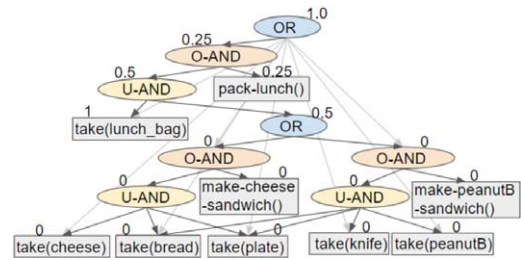 OR 1.0
0.25
O-AND
0.5 0.25
U-AND pack-lunch()
1 0.5
take(lunch_bag) OR
0 0
O-AND O-AND
0 0 0 0
U-AND make-cheese U-AND make-peanutB
-sandwich() -sandwich()
0 0 0 0 0
take(cheese) take(bread) take(plate) take(knife) take(peanutB)